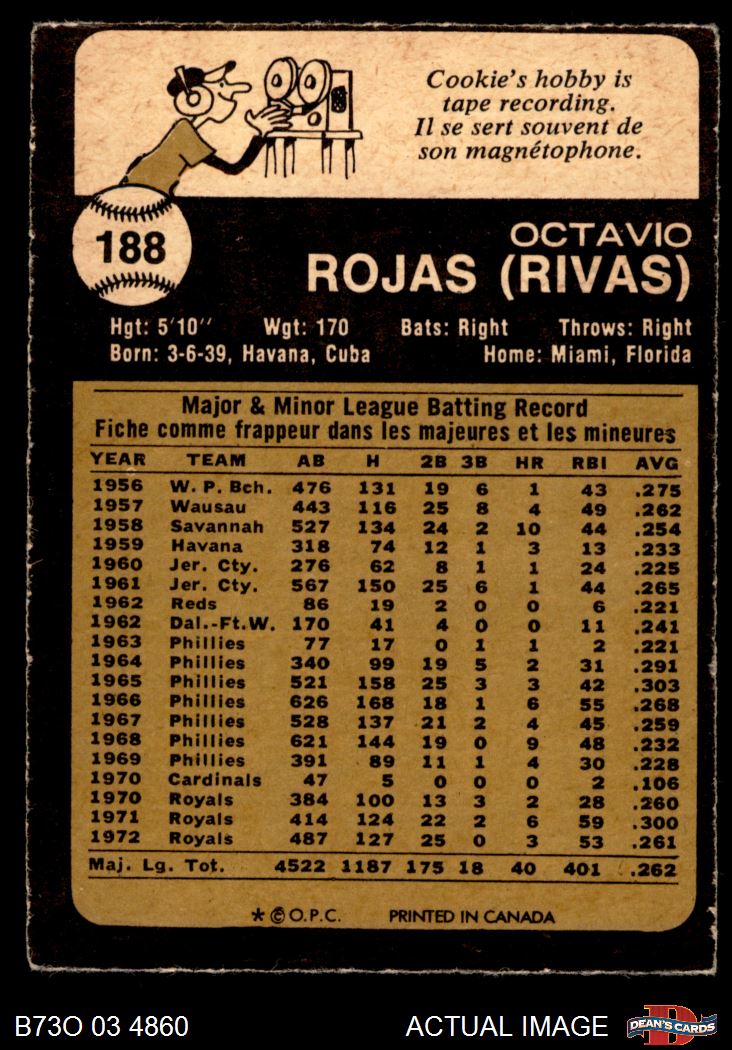 Cookie's hobby is
tape recording.
Il se sert souvent de
son magnétophone.
188
OCTAVIO
ROJAS (RIVAS)
Hgt: 5'10" Wgt: 170 Bats: Right Throws: Right
Born: 3-6-39, Havana, Cuba Home: Miami, Florida
Major & Minor League Batting Record
Fiche comme frappeur dans les majeures et les mineures
YEAR TEAM AB H 2B 3B HR RBI AVG
1956 W. P. Bch. 476 131 19 6 1 43 .275
1957 Wausau 443 116 25 8 4 49 .262
1958 Savannah 527 134 24 2 10 44 .254
1959 Havana 318 74 12 1 3 13 .233
1960 Jer. Cty. 276 62 8 1 1 24 .225
1961 Jer. Cty. 567 150 25 6 1 44 .265
1962 Reds 86 19 2 0 0 6 .221
1962 Dal.-Ft.W. 170 41 4 0 0 11 .241
1963 Phillies 77 17 0 1 1 2 .221
1964 Phillies 340 99 19 5 2 31 .291
1965 Phillies 521 158 25 3 3 42 .303
1966 Phillies 626 168 18 1 6 55 .268
1967 Phillies 528 137 21 2 4 45 .259
1968 Phillies 621 144 19 0 9 48 .232
1969 Phillies 391 89 11 1 4 30 .228
1970 Cardinals 47 5 0 0 0 2 .106
1970 Royals 384 100 13 3 2 28 .260
1971 Royals 414 124 22 2 6 59 .300
1972 Royals 487 127 25 0 3 53 .261
Maj. Lg. Tot. 4522 1187 175 18 40 401 .262
* © O.P.C. PRINTED IN CANADA
B73O 03 4860 ACTUAL IMAGE D DEAN'S CARDS